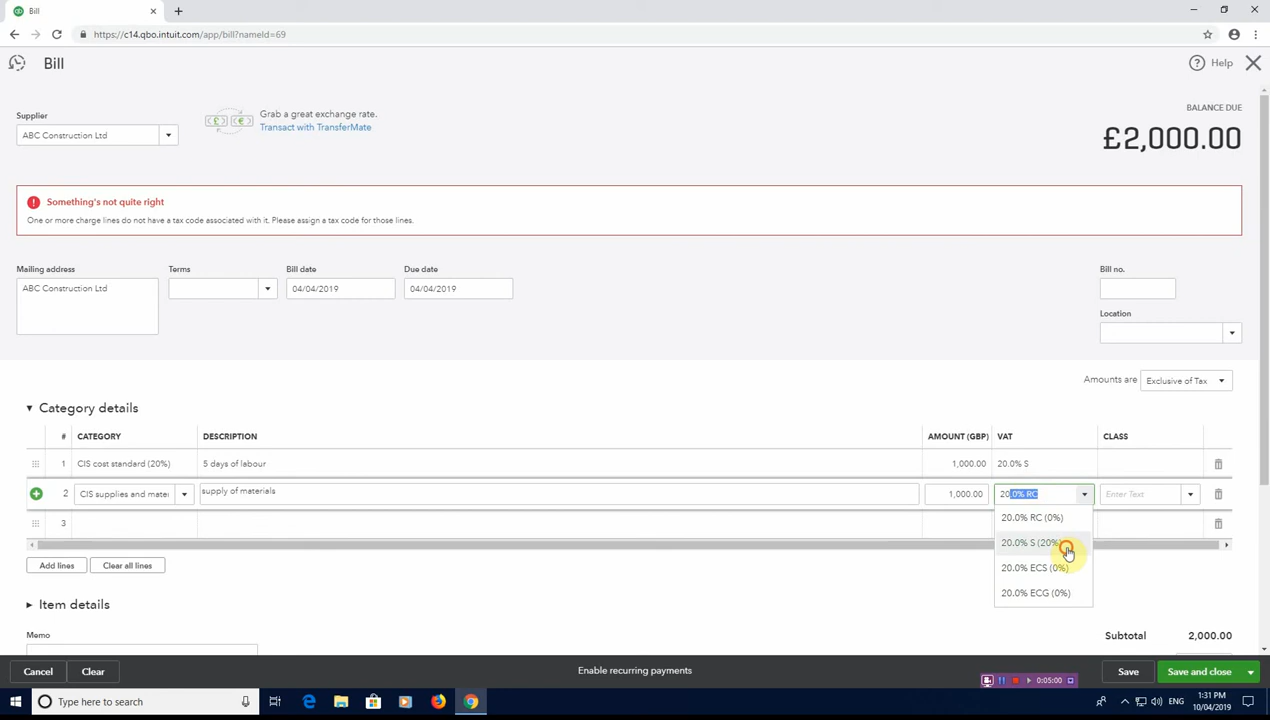 Bill
https://c14.qbo.intuit.com/app/bill?nameId=69
Bill
Help
Supplier
ABC Construction Ltd
Grab a great exchange rate.
Transact with TransferMate
BALANCE DUE
£2,000.00
Something's not quite right
One or more charge lines do not have a tax code associated with it. Please assign a tax code for those lines.
Mailing address
ABC Construction Ltd
Terms
Bill date
04/04/2019
Due date
04/04/2019
Bill no.
Location
Amounts are Exclusive of Tax
Category details
# CATEGORY DESCRIPTION AMOUNT (GBP) VAT CLASS
1 CIS cost standard (20%) 5 days of labour 1,000.00 20.0% S
2 CIS supplies and mater supply of materials 1,000.00 20.0% RC Enter Text
3
20.0% RC (0%)
20.0% S (20%)
20.0% ECS (0%)
20.0% ECG (0%)
Add lines Clear all lines
Item details
Memo
Subtotal 2,000.00
Cancel Clear Enable recurring payments Save Save and close
0:05:00
Type here to search
ENG
1:31 PM
10/04/2019